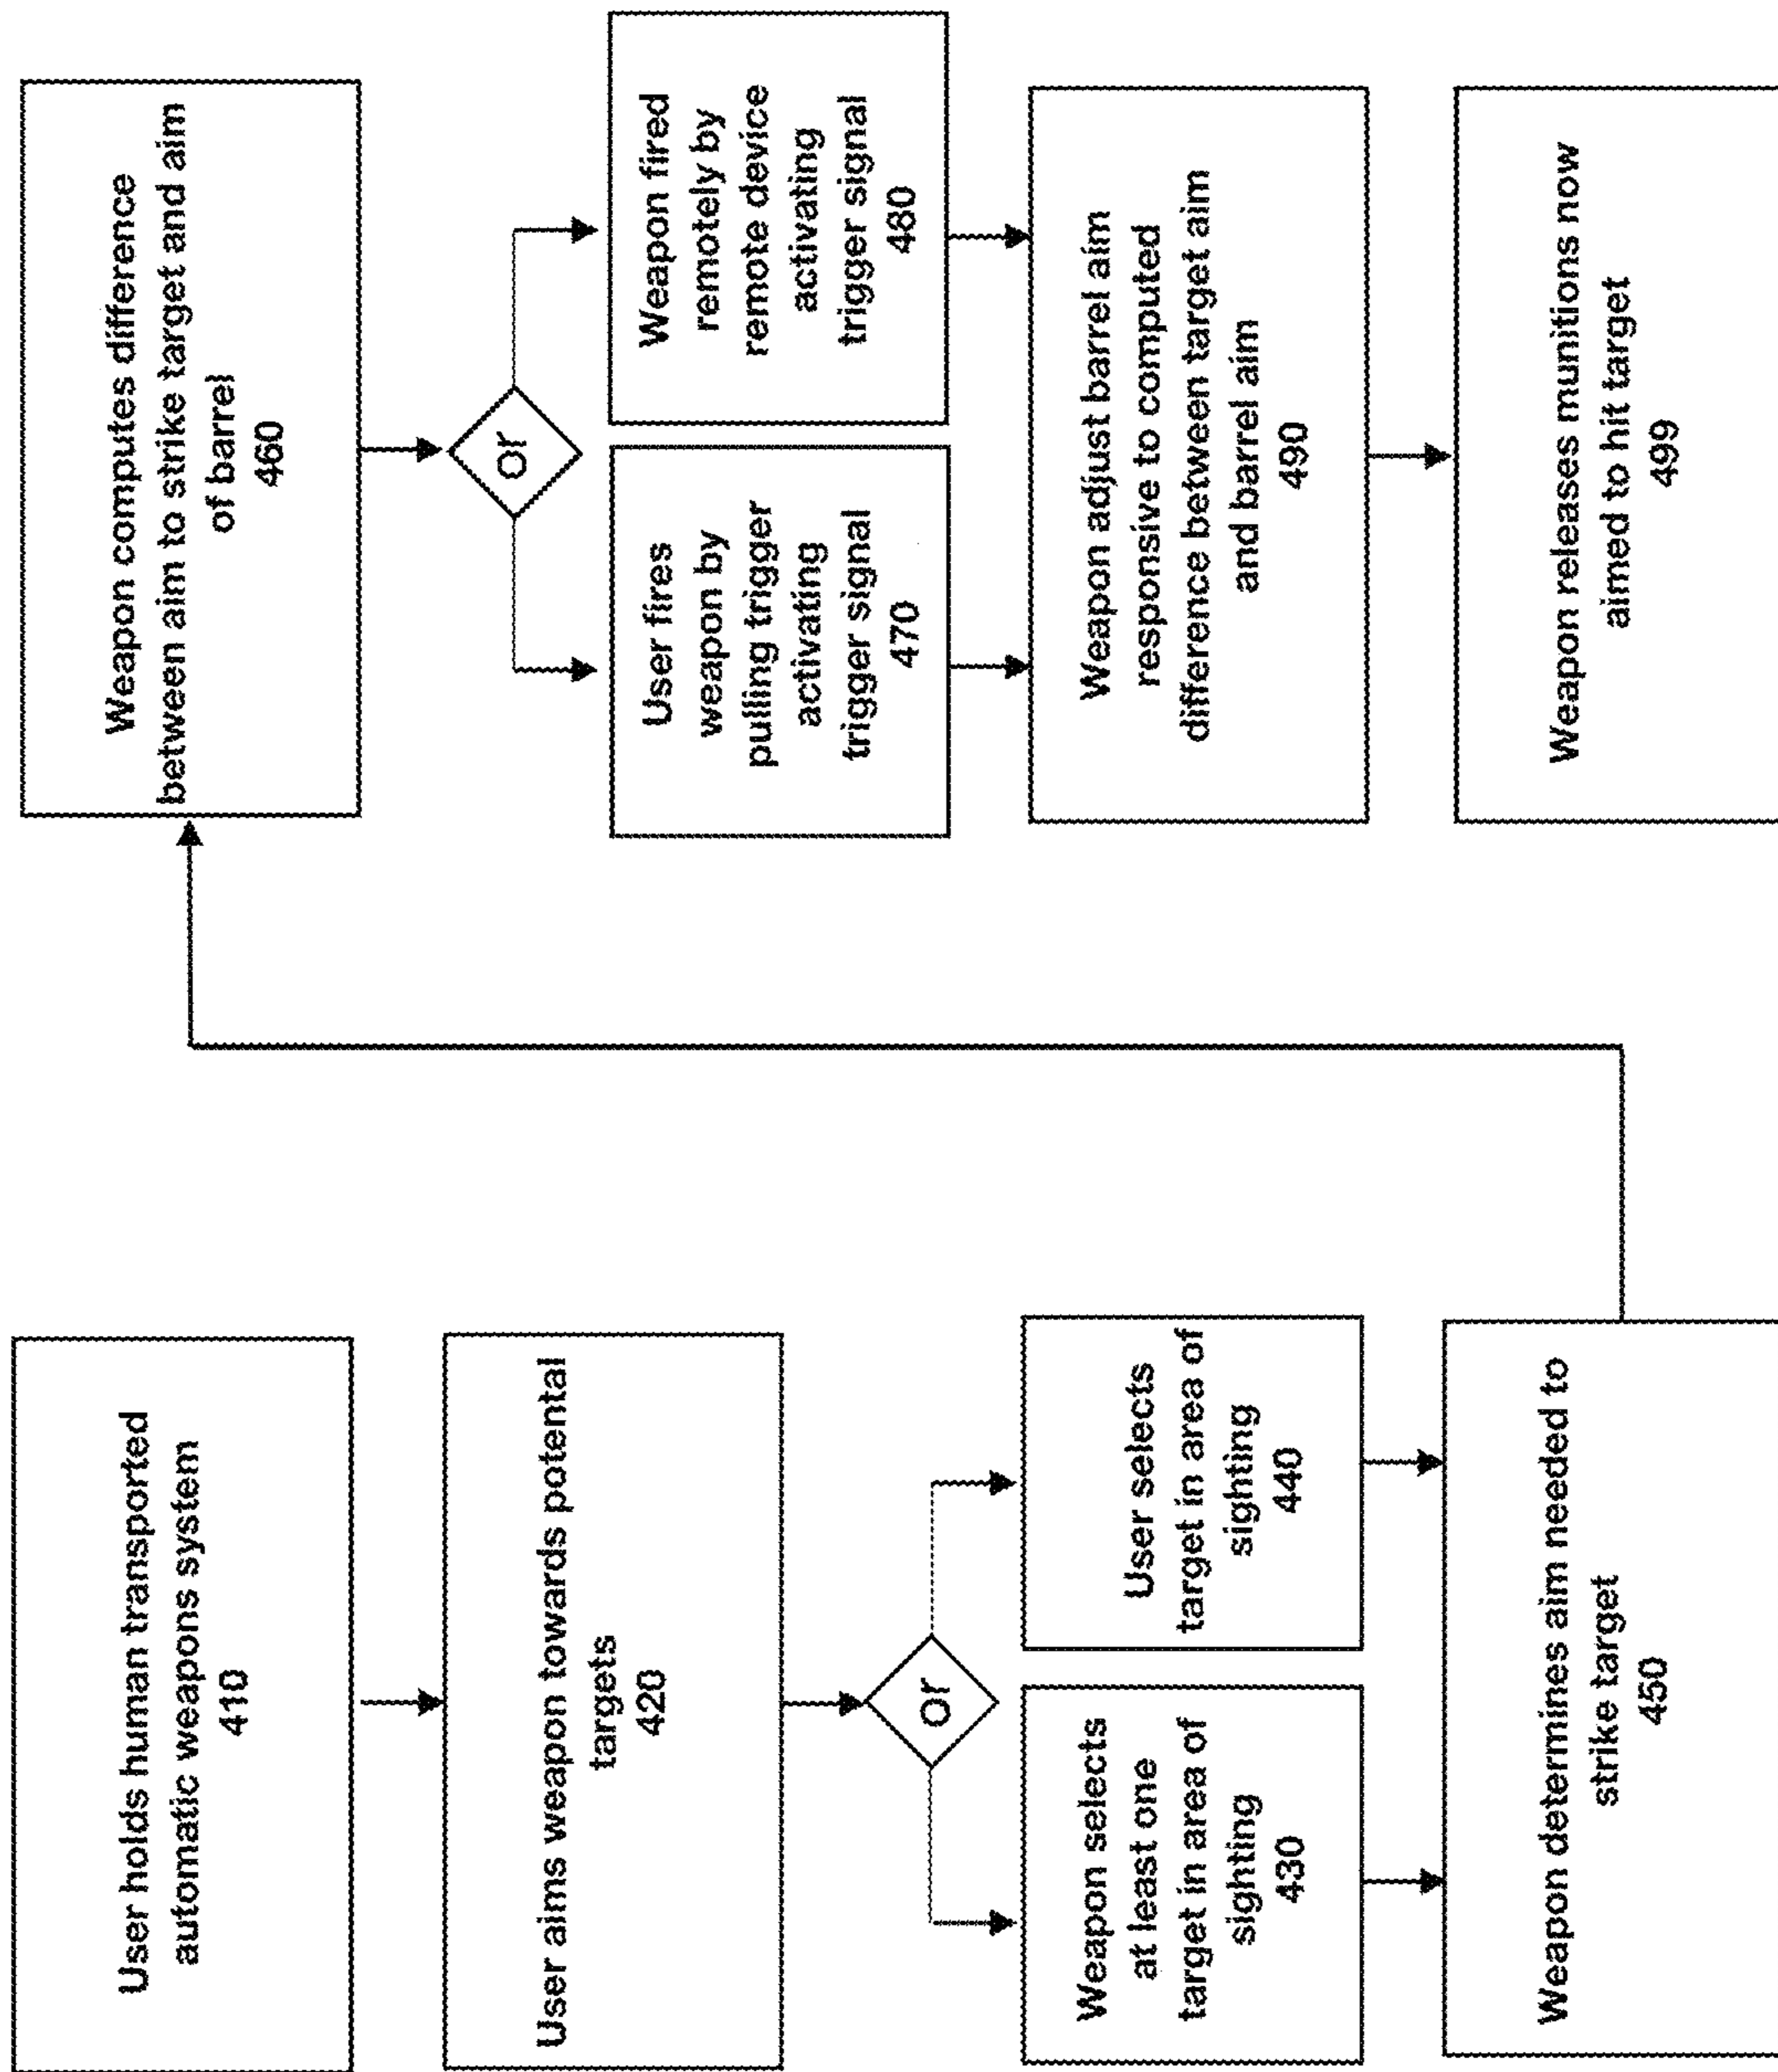 User holds human transported
automatic weapons system
410
User aims weapon towards potental
targets
420
or
Weapon selects
at least one
target in area of
sighting
430
User selects
target in area of
sighting
440
Weapon determines aim needed to
strike target
450
Weapon computes difference
between aim to strike target and aim
of barrel
460
or
User fires
weapon by
pulling trigger
activating
trigger signal
470
Weapon fired
remotely by
remote device
activating
trigger signal
480
Weapon adjust barrel aim
responsive to computed
difference between target aim
and barrel aim
490
Weapon releases munitions now
aimed to hit target
499